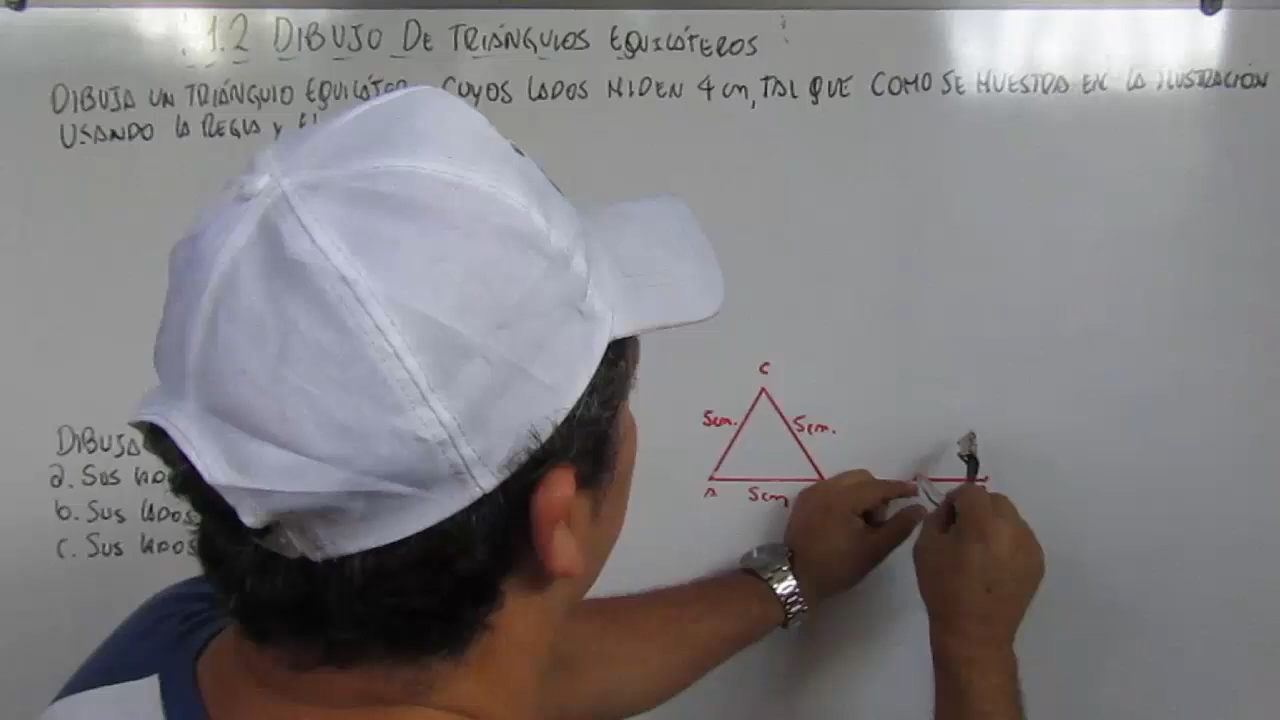 1.2 DIBUJO DE TRIÁNGULOS EQUILÁTEROS
DIBUJA UN TRIÁNGULO CUYOS LADOS MIDEN 4 cm, TAL QUE COMO SE MUESTRA EN LA ILUSTRACIÓN
USANDO LA REGLA Y
C
5cm. 5cm.
A 5cm
DIBUJA
a. SUS
b. SUS LADOS
c. SUS LADOS